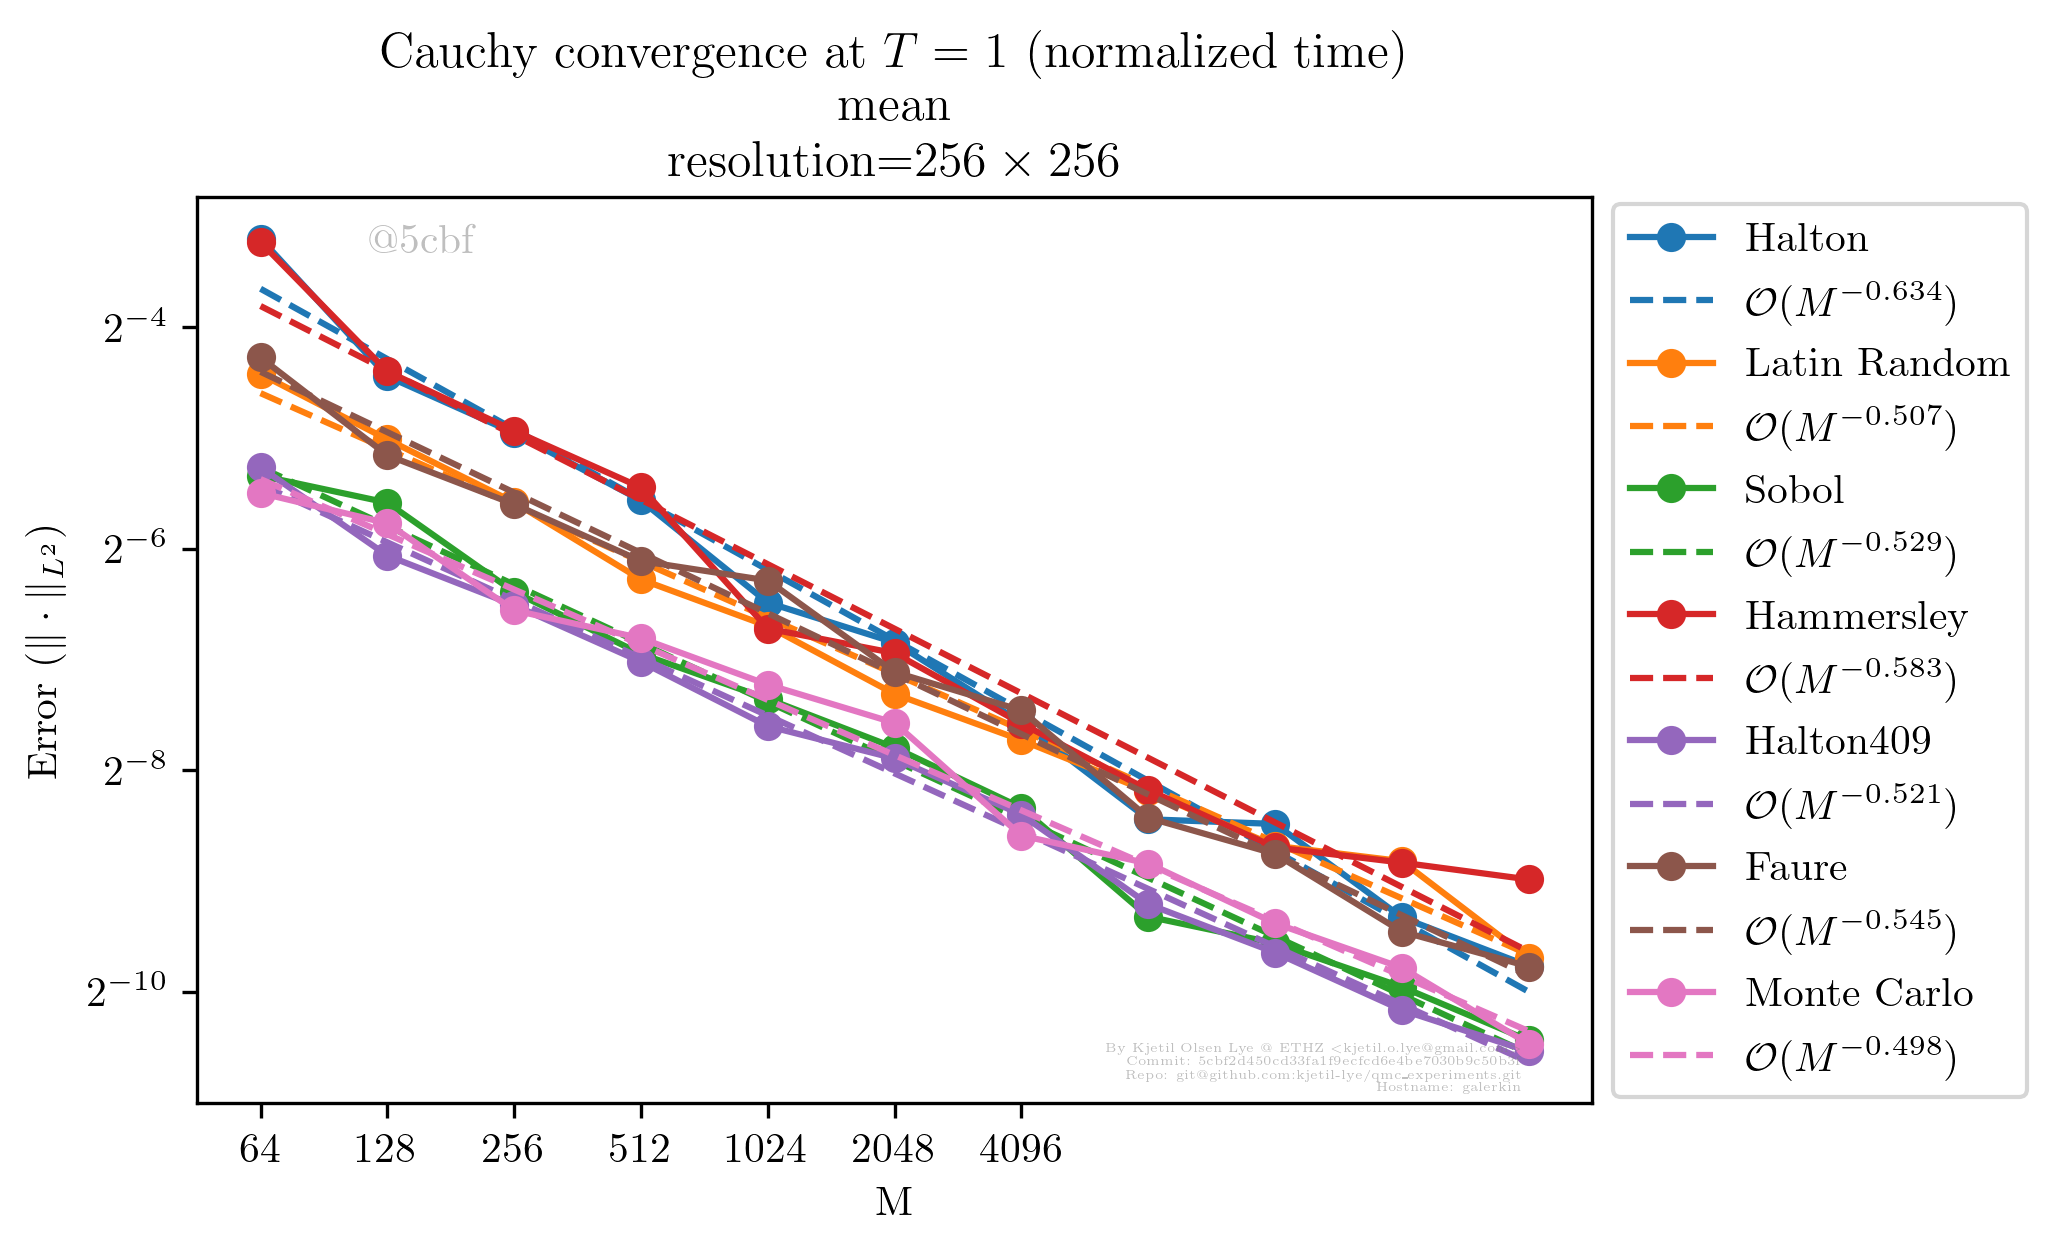 Cauchy convergence at T = 1 (normalized time)
mean
resolution=256 × 256
@5cbf
2^{-4}
2^{-6}
2^{-8}
2^{-10}
Error (|| · ||_{L^2})
64 128 256 512 1024 2048 4096
M
Halton
O(M^{-0.634})
Latin Random
O(M^{-0.507})
Sobol
O(M^{-0.529})
Hammersley
O(M^{-0.583})
Halton409
O(M^{-0.521})
Faure
O(M^{-0.545})
Monte Carlo
O(M^{-0.498})
By Kjetil Olsen Lye @ ETHZ
Commit:
Repo: git@github.com:kjetil-lye/qmc_experiments.git
Hostname: galerkin